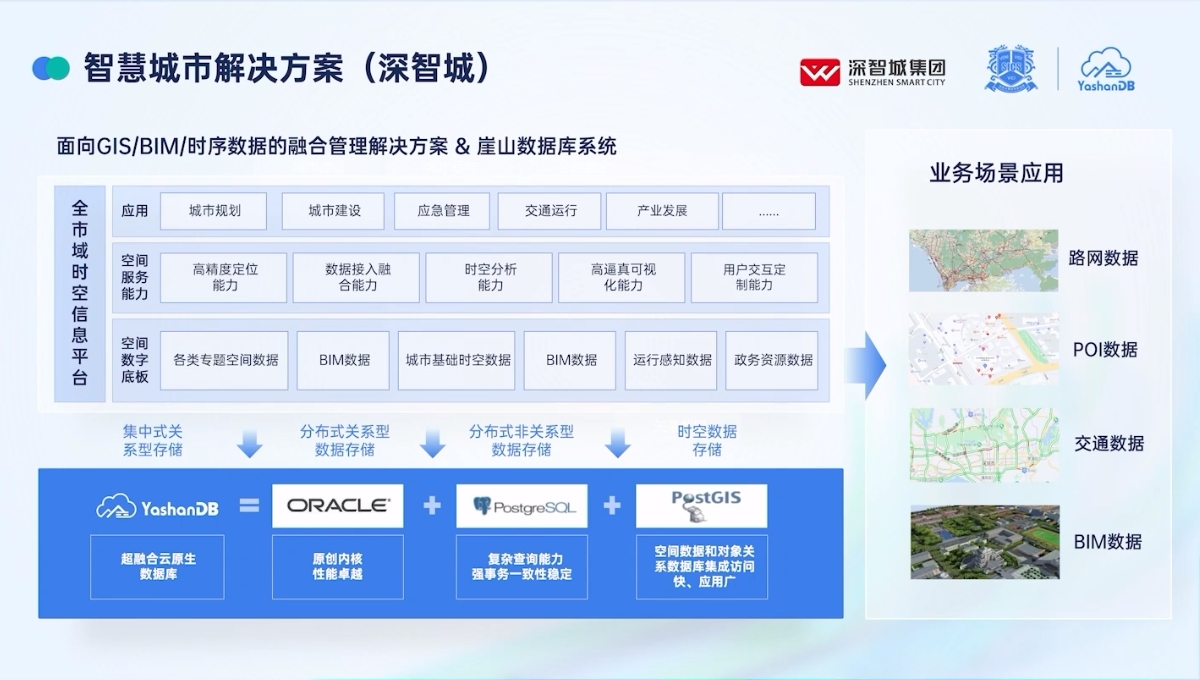 智慧城市解决方案（深智城）
深智城集团
SHENZHEN SMART CITY
YashanDB
面向GIS/BIM/时序数据的融合管理解决方案 & 崖山数据库系统
全市域时空信息平台
应用
城市规划
城市建设
应急管理
交通运行
产业发展
......
空间
服务
能力
高精度定位
能力
数据接入融
合能力
时空分析
能力
高逼真可视
化能力
用户交互定
制能力
空间
数字
底板
各类专题空间数据
BIM数据
城市基础时空数据
BIM数据
运行感知数据
政务资源数据
集中式关
系型存储
分布式关系型
数据存储
分布式非关系型
数据存储
时空数据
存储
YashanDB
=
ORACLE
+
PostgreSQL
+
PostGIS
超融合云原生
数据库
原创内核
性能卓越
复杂查询能力
强事务一致性稳定
空间数据和对象关
系数据库集成访问
快、应用广
业务场景应用
路网数据
POI数据
交通数据
BIM数据